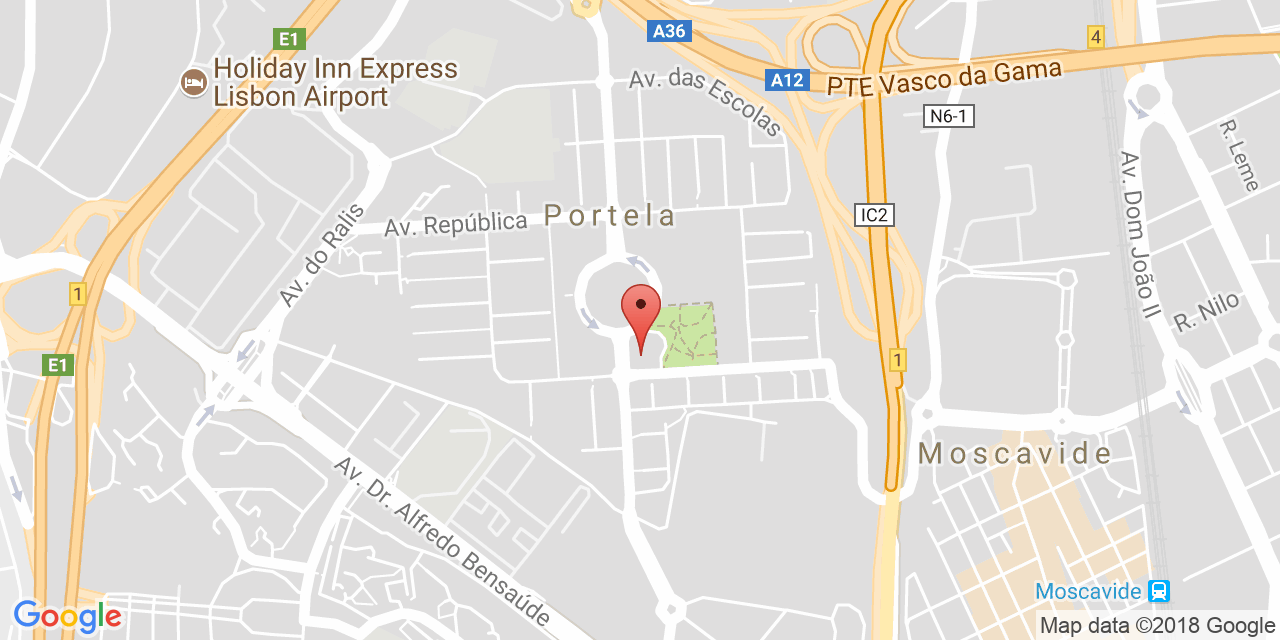 E1
A36
4
Holiday Inn Express
Lisbon Airport
Av. das Escolas
A12
PTE Vasco da Gama
N6-1
R. Leme
Av. Dom João II
Av. República
Portela
IC2
Av. do Ralis
1
R. Nilo
E1
1
Moscavide
Av. Dr. Alfredo Bensaúde
Moscavide
Google
Map data ©2018 Google